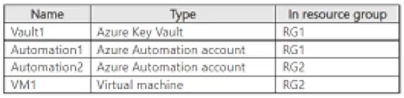 Name Type In resource group
Vault1 Azure Key Vault RG1
Automation1 Azure Automation account RG1
Automation2 Azure Automation account RG2
VM1 Virtual machine RG2